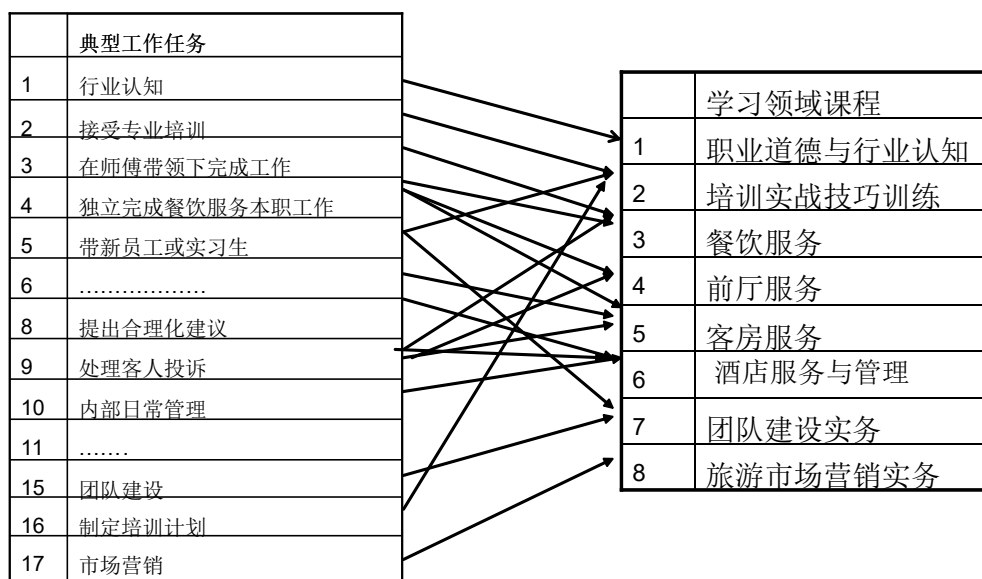 典型工作任务
1 行业认知
2 接受专业培训
3 在师傅带领下完成工作
4 独立完成餐饮服务本职工作
5 带新员工或实习生
6 ………………
8 提出合理化建议
9 处理客人投诉
10 内部日常管理
11 …….
15 团队建设
16 制定培训计划
17 市场营销
学习领域课程
1 职业道德与行业认知
2 培训实战技巧训练
3 餐饮服务
4 前厅服务
5 客房服务
6 酒店服务与管理
7 团队建设实务
8 旅游市场营销实务